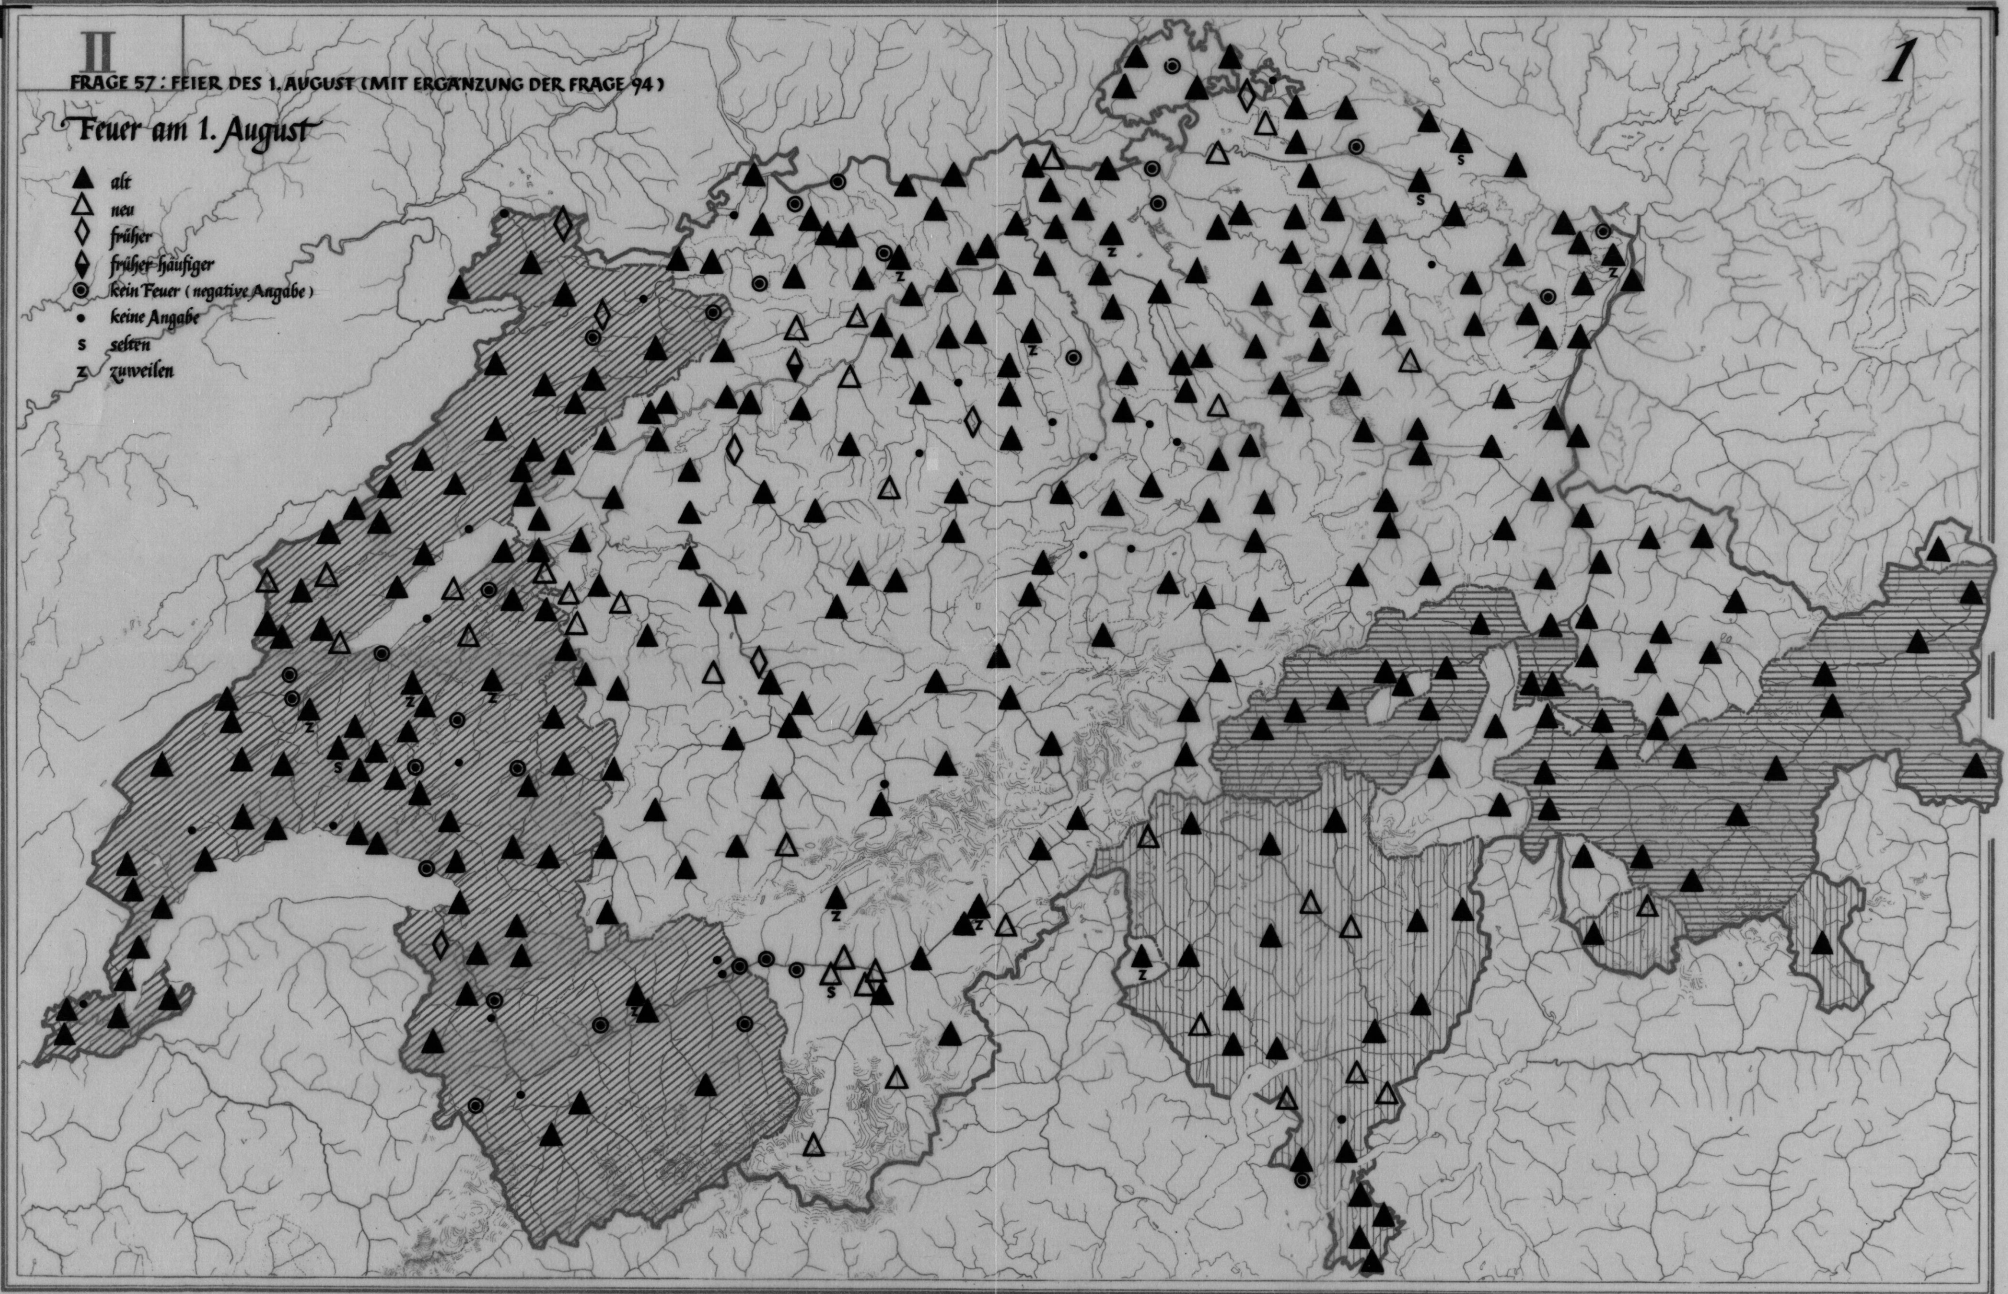 II
1
FRAGE 57: FEIER DES 1. AUGUST (MIT ERGÄNZUNG DER FRAGE 94)
Feuer am 1. August
alt
neu
früher
früher häufiger
kein Feuer (negative Angabe)
keine Angabe
s selten
z zuweilen
s
s
z
z
z
z
z
z
z
s
z
z
s
z
z